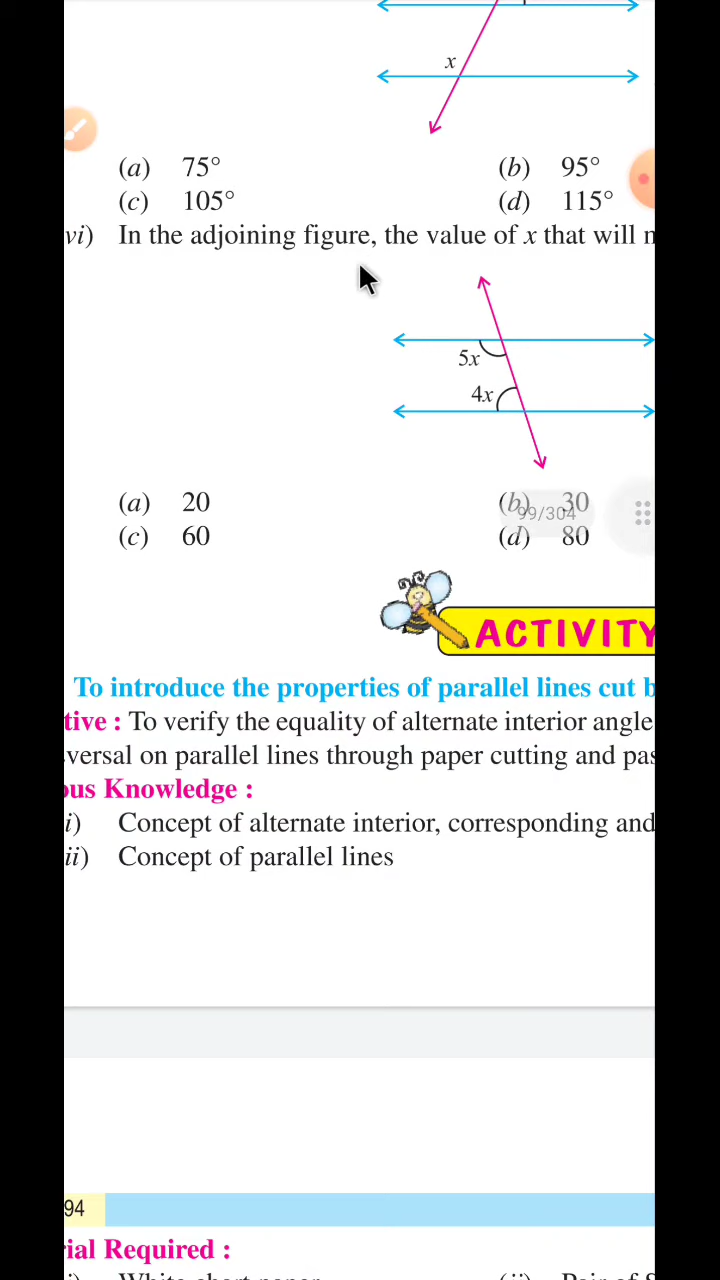 x
(a) 75° (b) 95°
(c) 105° (d) 115°
vi) In the adjoining figure, the value of x that will
5x
4x
(a) 20 (b) 30
99/304
(c) 60 (d) 80
ACTIVITY
To introduce the properties of parallel lines cut
tive : To verify the equality of alternate interior angle
versal on parallel lines through paper cutting and pas
ous Knowledge :
i) Concept of alternate interior, corresponding and
ii) Concept of parallel lines
94
rial Required :